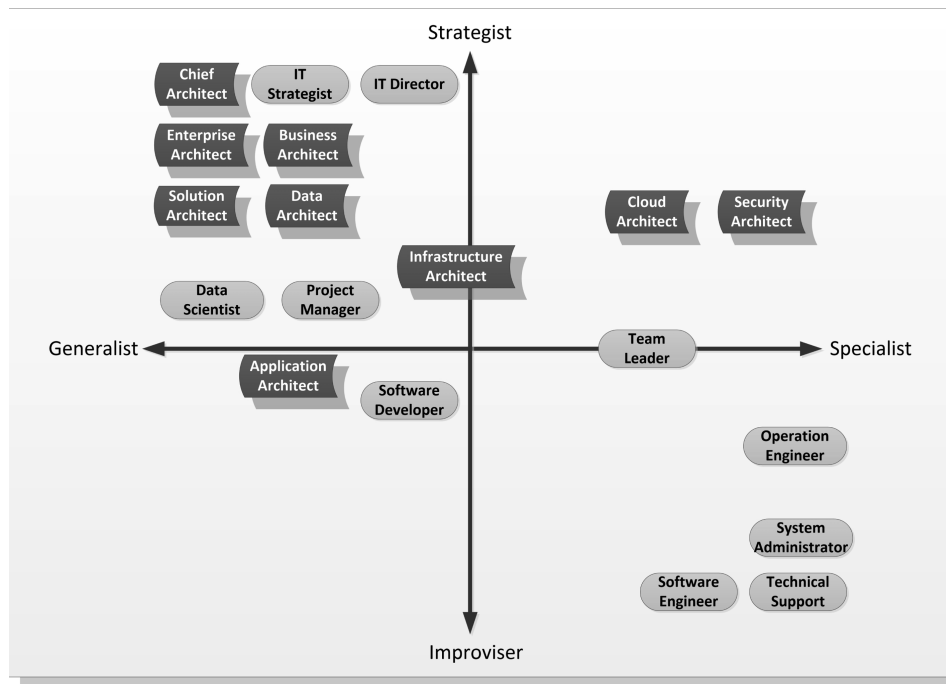 Strategist
Chief
Architect
IT
Strategist
IT Director
Enterprise
Architect
Business
Architect
Solution
Architect
Data
Architect
Cloud
Architect
Security
Architect
Infrastructure
Architect
Data
Scientist
Project
Manager
Generalist
Team
Leader
Specialist
Application
Architect
Software
Developer
Operation
Engineer
System
Administrator
Software
Engineer
Technical
Support
Improviser